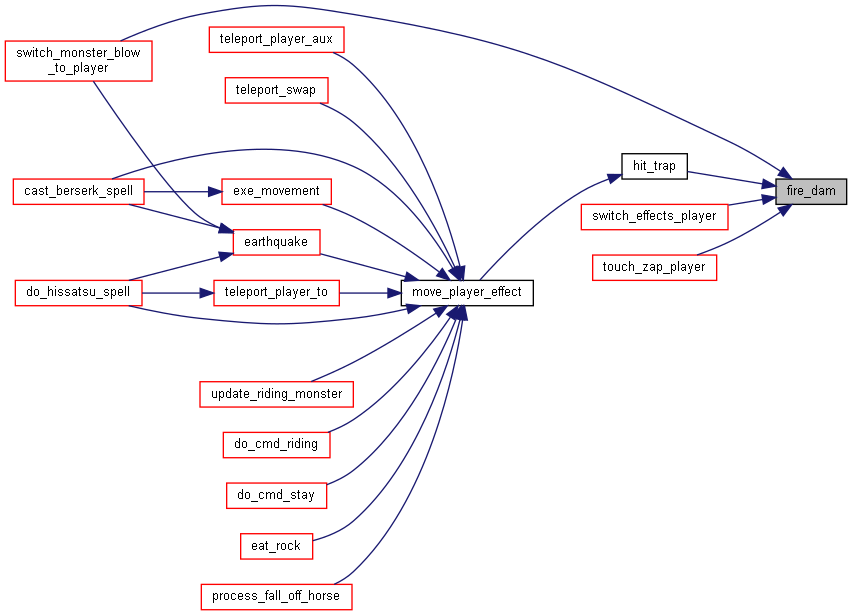 switch_monster_blow
_to_player
teleport_player_aux
teleport_swap
hit_trap
cast_berserk_spell
exe_movement
fire_dam
switch_effects_player
earthquake
touch_zap_player
do_hissatsu_spell
teleport_player_to
move_player_effect
update_riding_monster
do_cmd_riding
do_cmd_stay
eat_rock
process_fall_off_horse